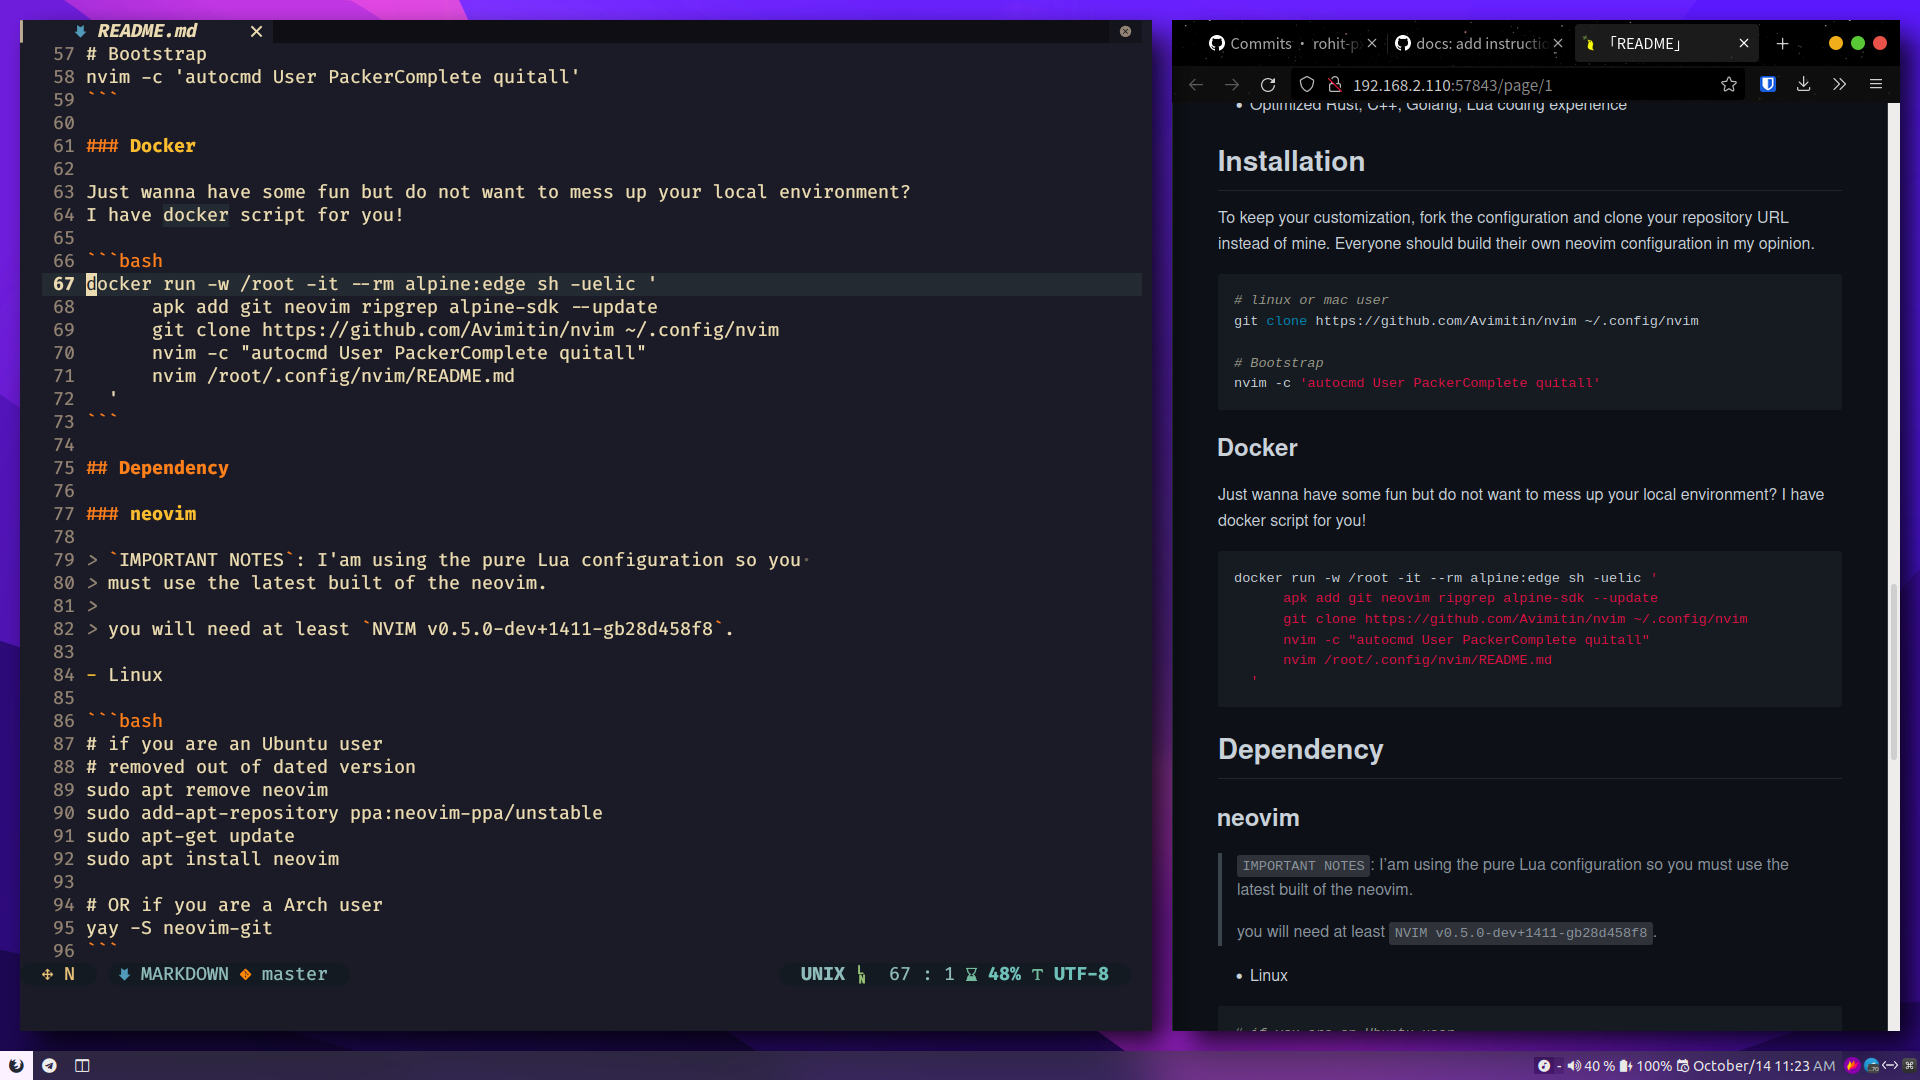 README.md
57 # Bootstrap
58 nvim -c 'autocmd User PackerComplete quitall'
59 ```
60
61 ### Docker
62
63 Just wanna have some fun but do not want to mess up your local environment?
64 I have docker script for you!
65
66 ```bash
67 docker run -w /root -it --rm alpine:edge sh -uelic '
68       apk add git neovim ripgrep alpine-sdk --update
69       git clone https://github.com/Avimitin/nvim ~/.config/nvim
70       nvim -c "autocmd User PackerComplete quitall"
71       nvim /root/.config/nvim/README.md
72   '
73 ```
74
75 ## Dependency
76
77 ### neovim
78
79 > `IMPORTANT NOTES`: I'am using the pure Lua configuration so you
80 > must use the latest built of the neovim.
81 >
82 > you will need at least `NVIM v0.5.0-dev+1411-gb28d458f8`.
83
84 - Linux
85
86 ```bash
87 # if you are an Ubuntu user
88 # removed out of dated version
89 sudo apt remove neovim
90 sudo add-apt-repository ppa:neovim-ppa/unstable
91 sudo apt-get update
92 sudo apt install neovim
93
94 # OR if you are a Arch user
95 yay -S neovim-git
96 ```
N MARKDOWN master UNIX LN 67 : 1 48% T UTF-8
Commits · rohit-p docs: add instructio 「README」
192.168.2.110:57843/page/1
• Optimized Rust, C++, Golang, Lua coding experience
Installation
To keep your customization, fork the configuration and clone your repository URL
instead of mine. Everyone should build their own neovim configuration in my opinion.
# linux or mac user
git clone https://github.com/Avimitin/nvim ~/.config/nvim
# Bootstrap
nvim -c 'autocmd User PackerComplete quitall'
Docker
Just wanna have some fun but do not want to mess up your local environment? I have
docker script for you!
docker run -w /root -it --rm alpine:edge sh -uelic '
apk add git neovim ripgrep alpine-sdk --update
git clone https://github.com/Avimitin/nvim ~/.config/nvim
nvim -c "autocmd User PackerComplete quitall"
nvim /root/.config/nvim/README.md
'
Dependency
neovim
IMPORTANT NOTES: I'am using the pure Lua configuration so you must use the
latest built of the neovim.
you will need at least NVIM v0.5.0-dev+1411-gb28d458f8.
• Linux
# if you are an Ubuntu user
- 40 % 100% October/14 11:23 AM